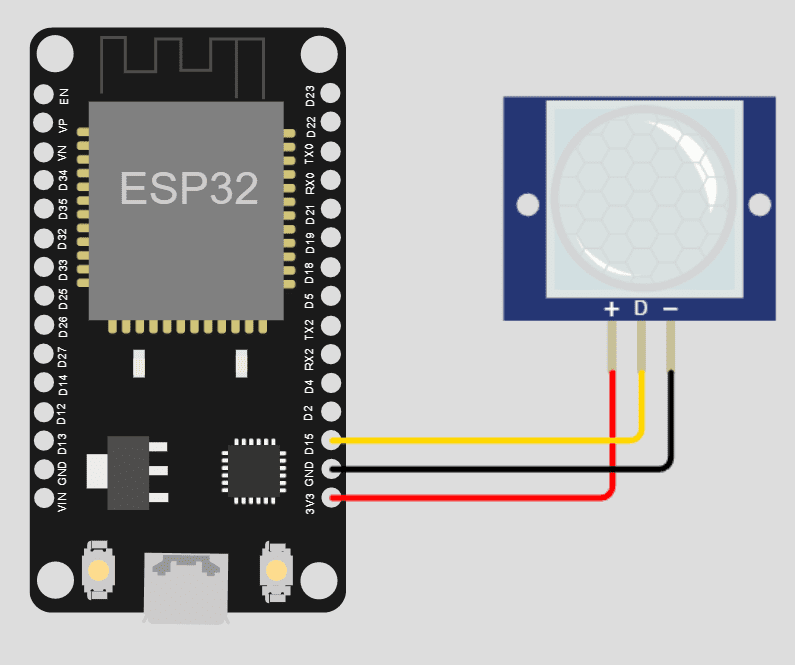 EN
VP
VN
D34
D35
D32
D33
D25
D26
D27
D14
D12
D13
GND
VIN
ESP32
D23
D22
TX0
RX0
D21
D19
D18
D5
TX2
RX2
D4
D2
D15
GND
3V3
+ D −